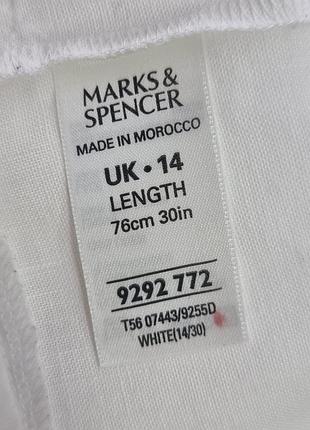 MARKS &
SPENCER
MADE IN MOROCCO
UK • 14
LENGTH
76cm 30in
9292 772
T56 07443/9255D
WHITE(14/30)